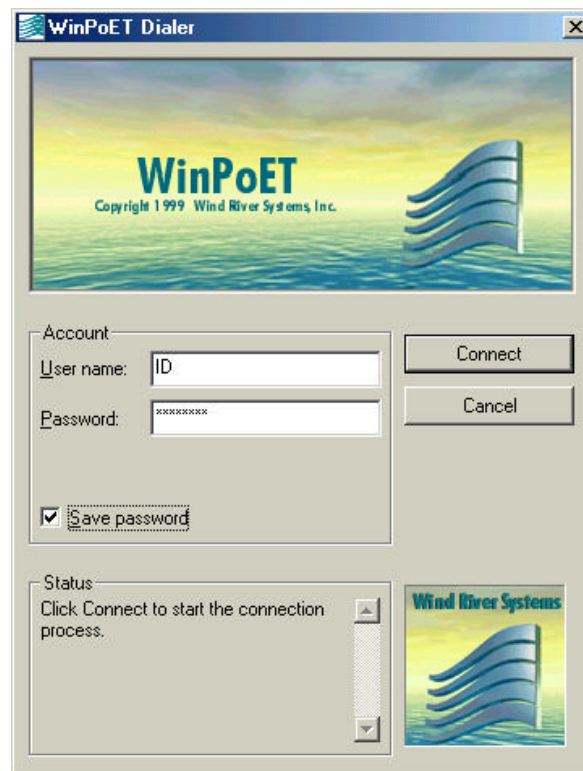 WinPoET Dialer
WinPoET
Copyright 1999 Wind River Systems, Inc.
Account
User name:
ID
Password:
********
Save password
Connect
Cancel
Status
Click Connect to start the connection
process.
Wind River Systems